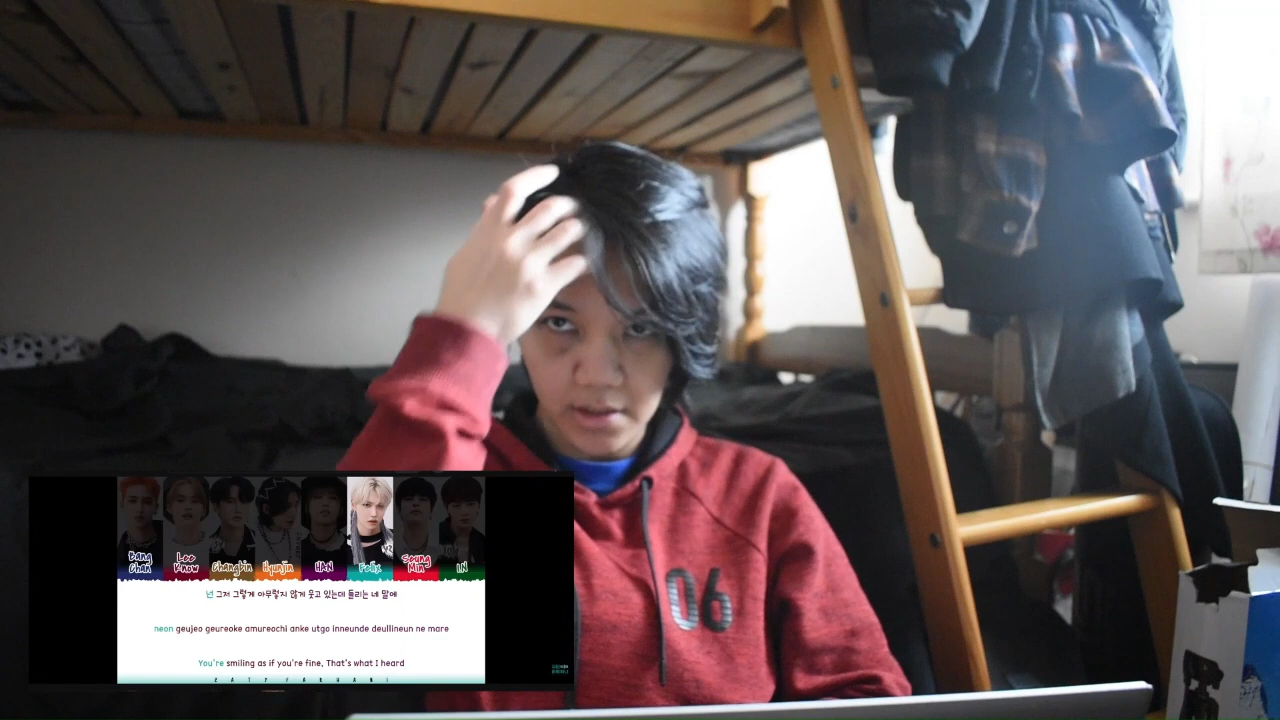 06
Bang Chan
Lee Know
Changbin
Hyunjin
HAN
Felix
Seung Min
I.N
넌 그저 그렇게 아무렇지 않게 웃고 있는데 들리는 네 말에
neon geujeo geureoke amureochi anke utgo inneunde deullineun ne mare
You're smiling as if you're fine, That's what I heard